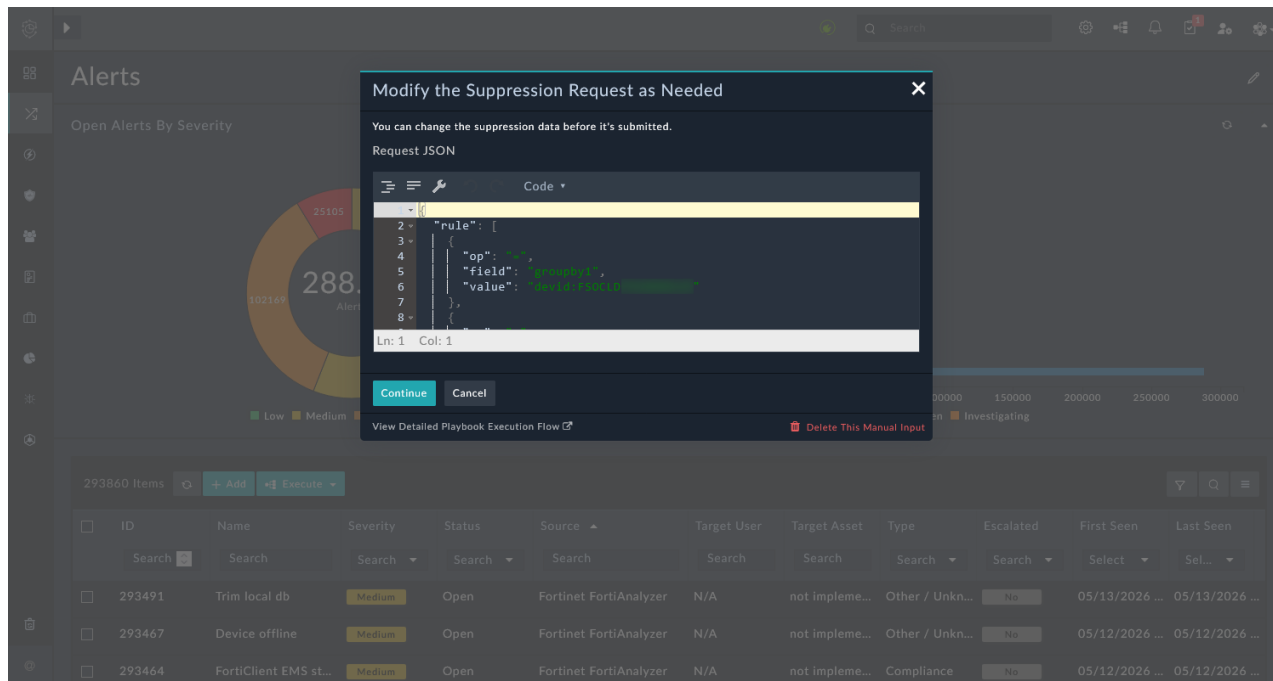 1
Search
Alerts
Open Alerts By Severity
25105
102169
288.
Alert
Low Medium
Modify the Suppression Request as Needed
You can change the suppression data before it's submitted.
Request JSON
Code
1 {
2 "rule": [
3 {
4 "op": "=",
5 "field": "groupby1",
6 "value": "devid:FSOCLD
7 },
8 {
Ln: 1 Col: 1
Continue Cancel
View Detailed Playbook Execution Flow
Delete This Manual Input
150000 200000 250000 300000
Investigating
293860 Items + Add Execute
ID Name Severity Status Source Target User Target Asset Type Escalated First Seen Last Seen
Search Search Search Search Search Search Search Search Search Select Sel...
293491 Trim local db Medium Open Fortinet FortiAnalyzer N/A not impleme... Other / Unkn... No 05/13/2026 ... 05/13/2026 ...
293467 Device offline Medium Open Fortinet FortiAnalyzer N/A not impleme... Other / Unkn... No 05/12/2026 ... 05/12/2026 ...
293464 FortiClient EMS st... Medium Open Fortinet FortiAnalyzer N/A not impleme... Compliance No 05/12/2026 ... 05/12/2026 ...